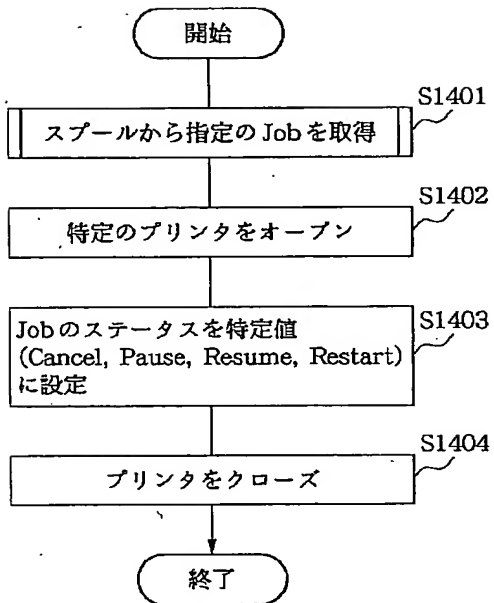 開始
S1401
スプールから指定のJobを取得
S1402
特定のプリンタをオープン
S1403
Jobのステータスを特定値
(Cancel, Pause, Resume, Restart)
に設定
S1404
プリンタをクローズ
終了